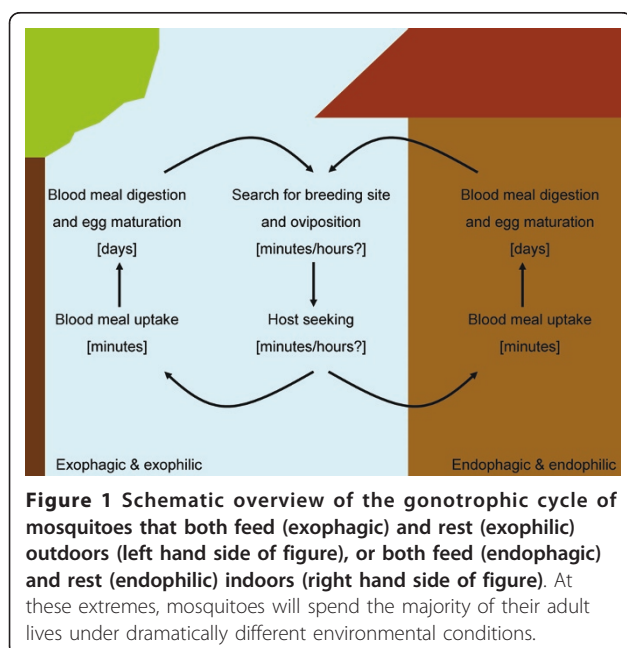 Blood meal digestion
and egg maturation
[days]
Blood meal uptake
[minutes]
Exophagic & exophilic
Search for breeding site
and oviposition
[minutes/hours?]
Host seeking
[minutes/hours?]
Blood meal digestion
and egg maturation
[days]
Blood meal uptake
[minutes]
Endophagic & endophilic
Figure 1 Schematic overview of the gonotrophic cycle of
mosquitoes that both feed (exophagic) and rest (exophilic)
outdoors (left hand side of figure), or both feed (endophagic)
and rest (endophilic) indoors (right hand side of figure). At
these extremes, mosquitoes will spend the majority of their adult
lives under dramatically different environmental conditions.